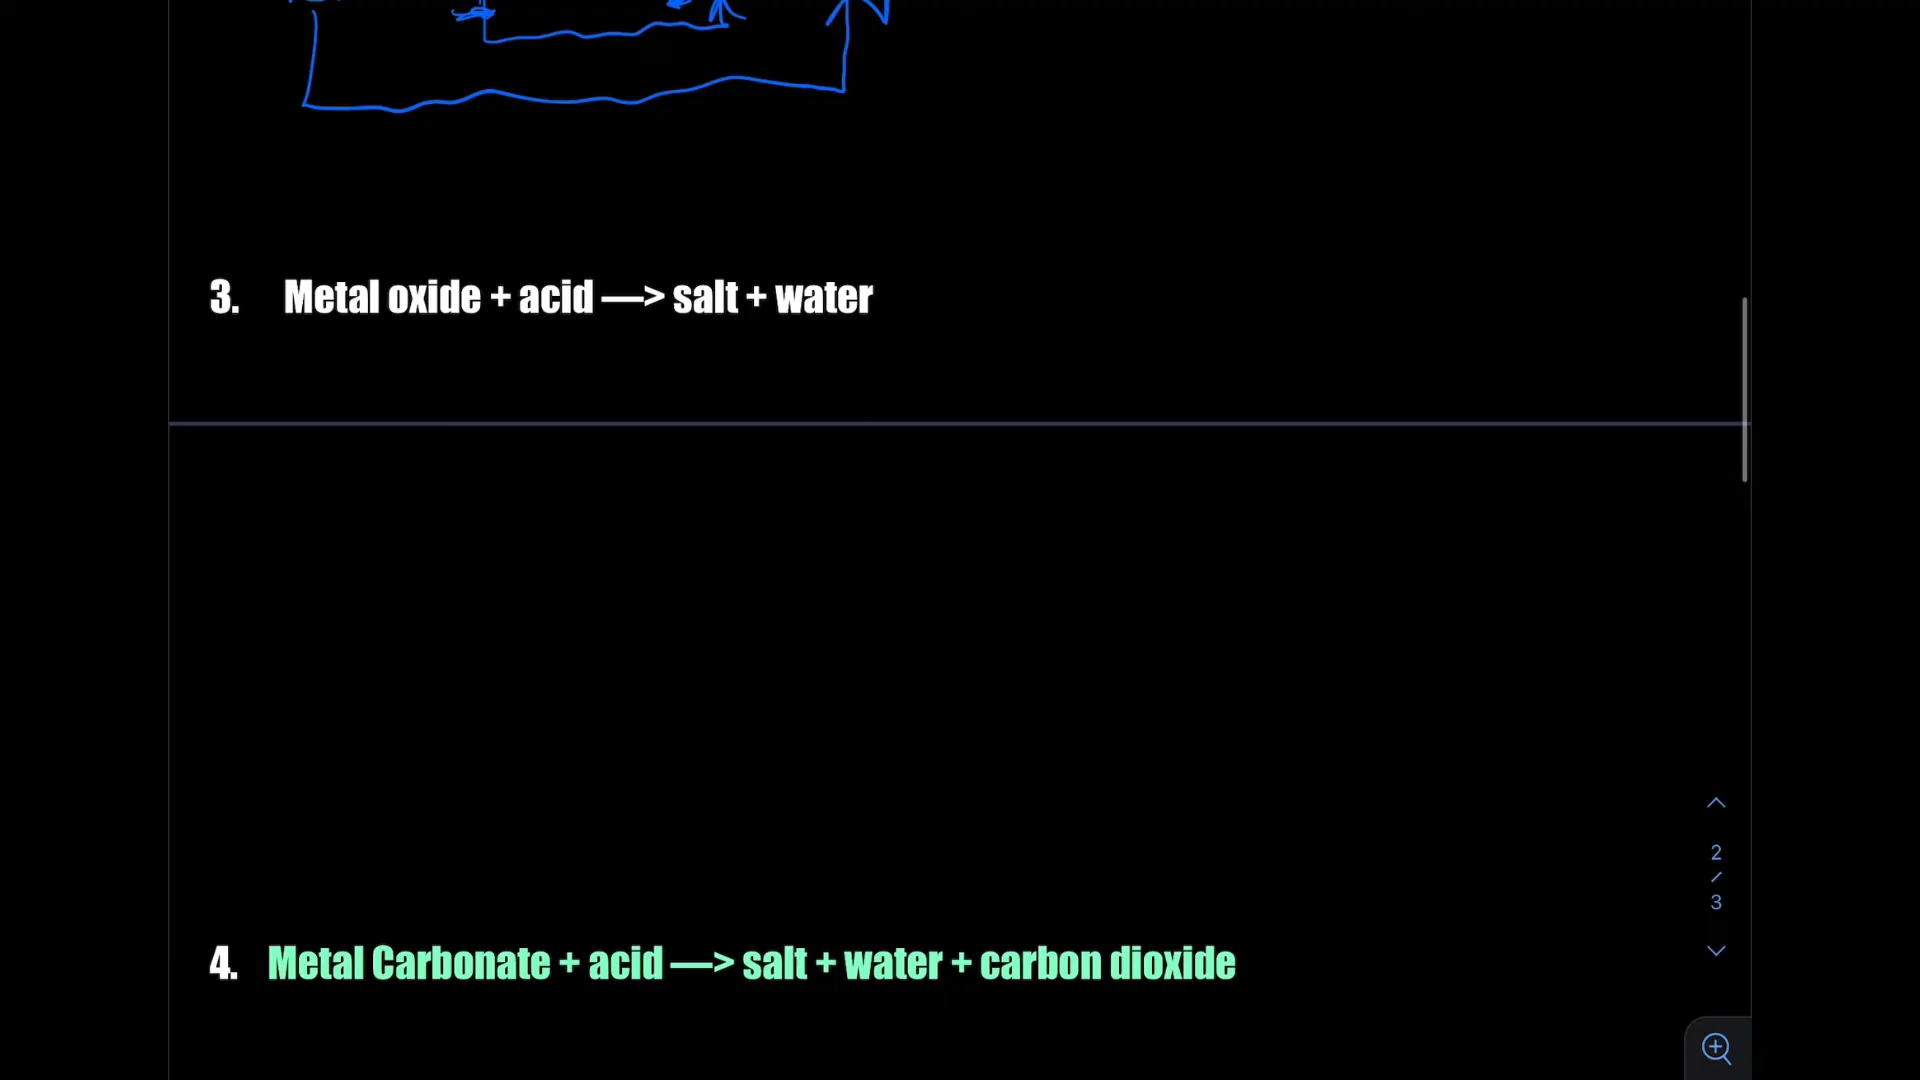 3. Metal oxide + acid —> salt + water
2
/
3
4. Metal Carbonate + acid —> salt + water + carbon dioxide